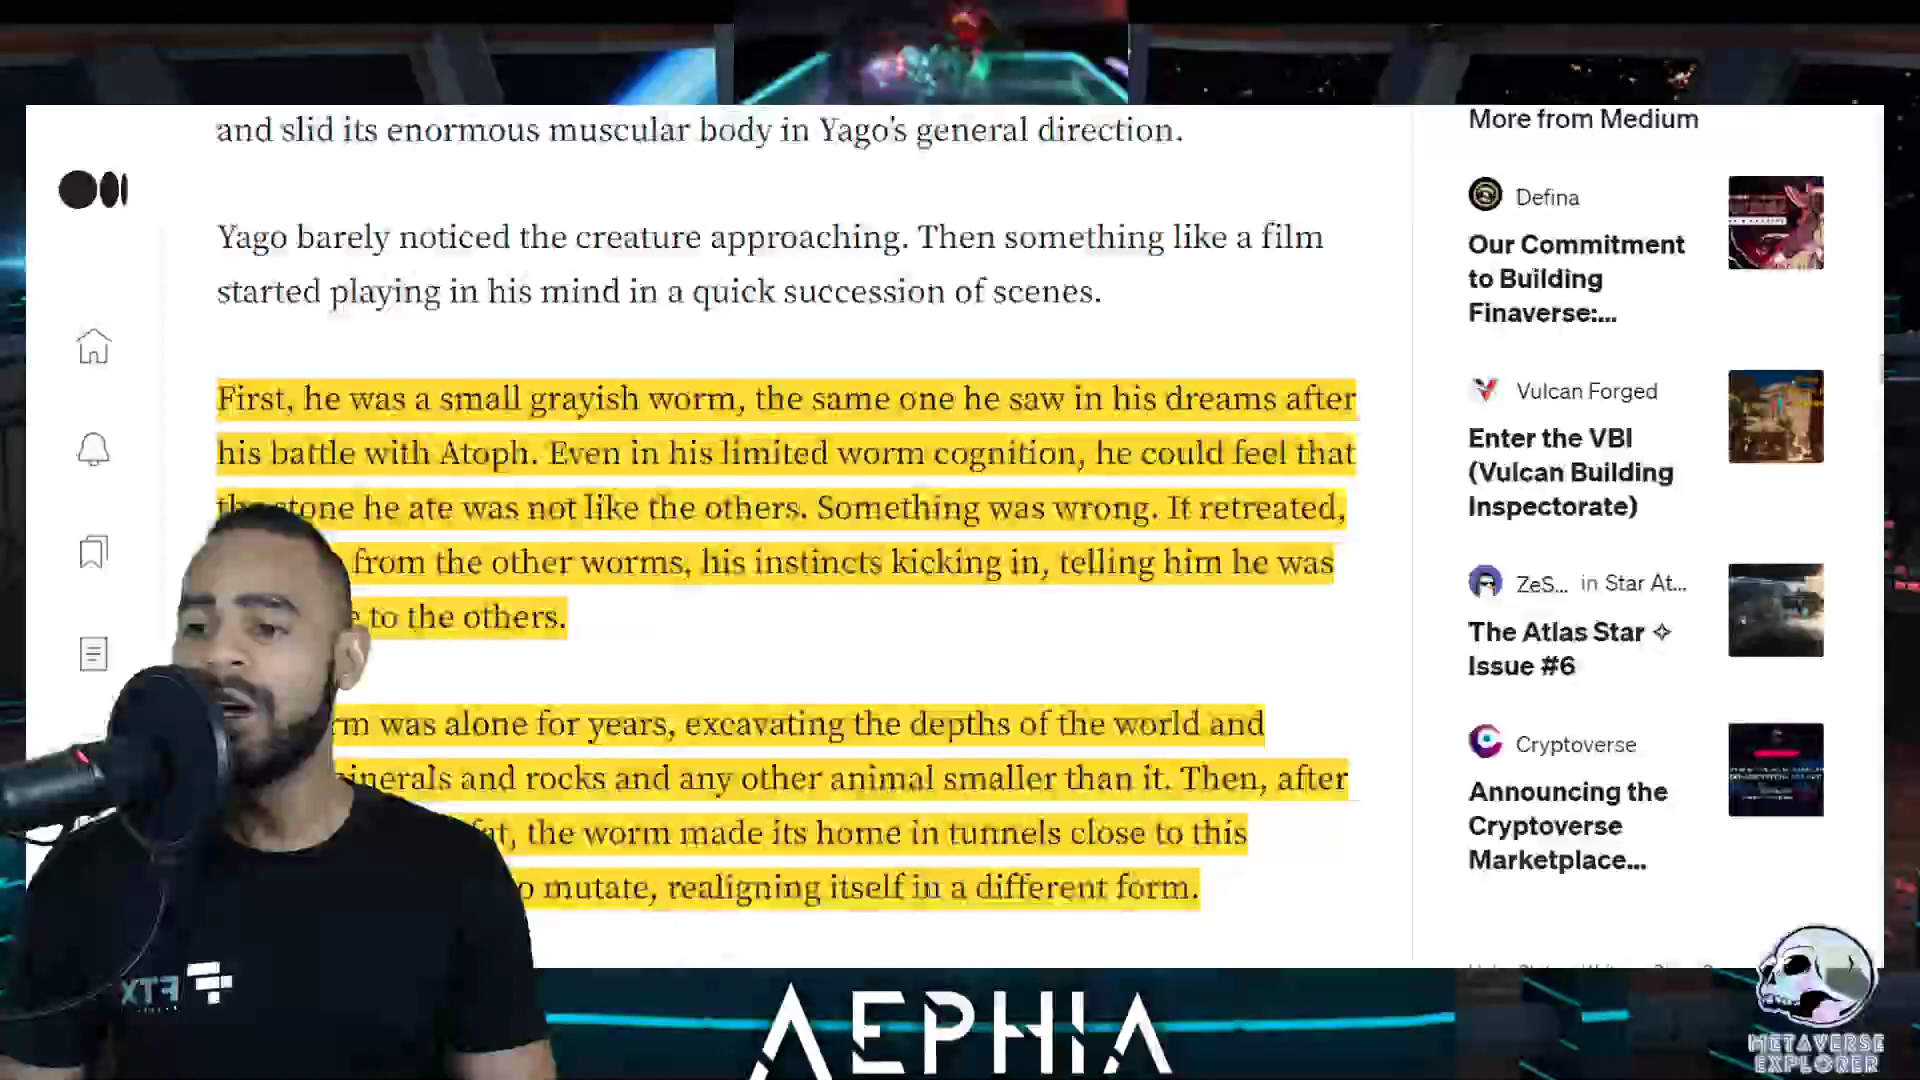 and slid its enormous muscular body in Yago's general direction.
Yago barely noticed the creature approaching. Then something like a film
started playing in his mind in a quick succession of scenes.
First, he was a small grayish worm, the same one he saw in his dreams after
his battle with Atoph. Even in his limited worm cognition, he could feel that
the stone he ate was not like the others. Something was wrong. It retreated,
from the other worms, his instincts kicking in, telling him he was
to the others.
was alone for years, excavating the depths of the world and
minerals and rocks and any other animal smaller than it. Then, after
the worm made its home in tunnels close to this
mutate, realigning itself in a different form.
More from Medium
Defina
Our Commitment
to Building
Finaverse:...
Vulcan Forged
Enter the VBI
(Vulcan Building
Inspectorate)
ZeS... in Star At...
The Atlas Star ✧
Issue #6
Cryptoverse
Announcing the
Cryptoverse
Marketplace...
FTX
AEPHIA
METAVERSE
EXPLORER